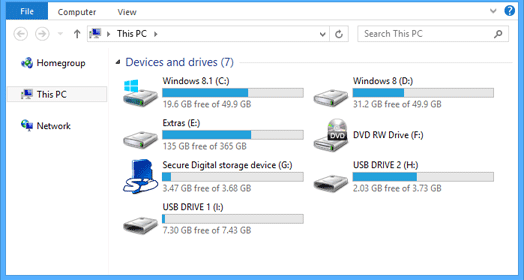 File
Computer
View
This PC
Search This PC
Homegroup
This PC
Network
Devices and drives (7)
Windows 8.1 (C:)
19.6 GB free of 49.9 GB
Windows 8 (D:)
31.2 GB free of 49.9 GB
Extras (E:)
135 GB free of 365 GB
DVD
DVD RW Drive (F:)
Secure Digital storage device (G:)
3.47 GB free of 3.68 GB
USB DRIVE 2 (H:)
2.03 GB free of 3.73 GB
USB DRIVE 1 (I:)
7.30 GB free of 7.43 GB